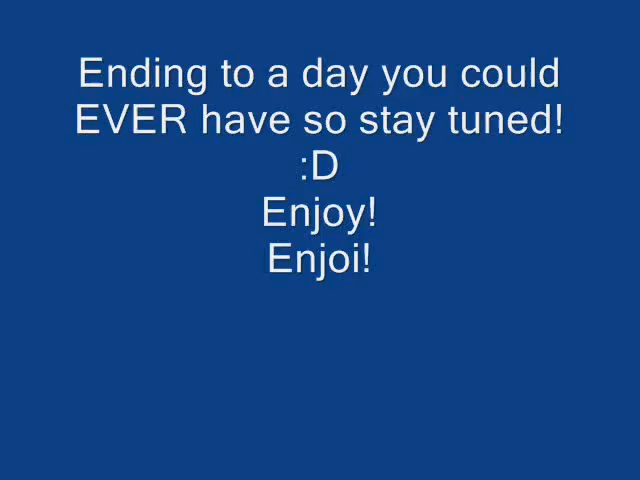 Ending to a day you could
EVER have so stay tuned!
:D
Enjoy!
Enjoi!